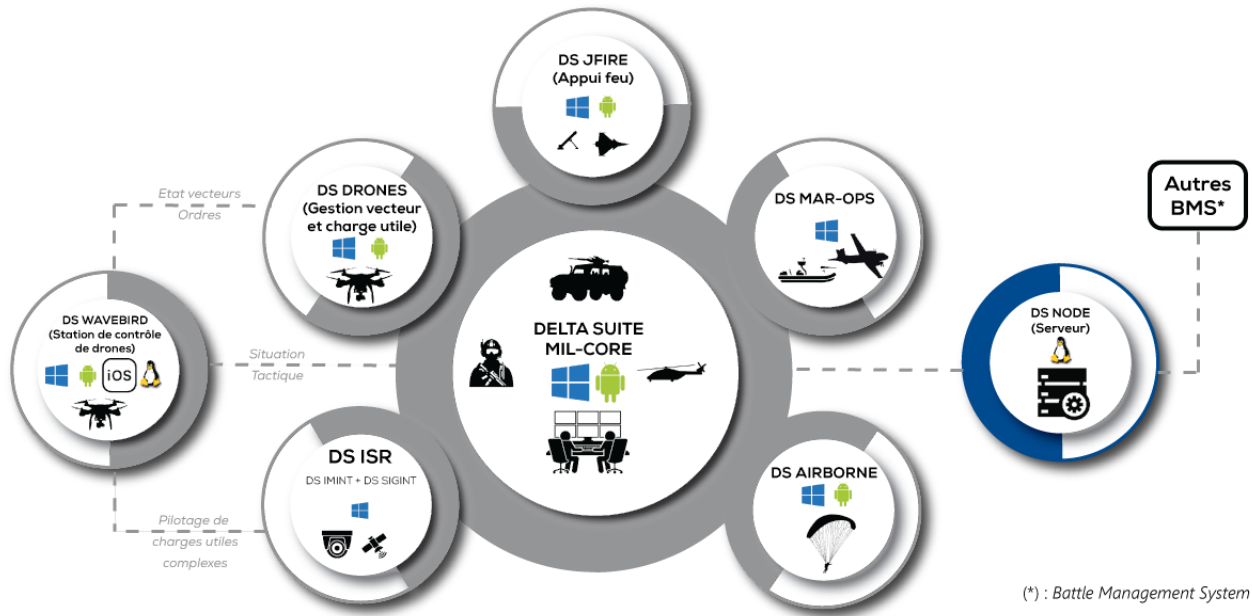 DS JFIRE
(Appui feu)
DS DRONES
(Gestion vecteur
et charge utile)
DS MAR-OPS
Autres
BMS*
Etat vecteurs
Ordres
DS WAVEBIRD
(Station de contrôle
de drones)
iOS
Situation
Tactique
DELTA SUITE
MIL-CORE
DS NODE
(Serveur)
DS ISR
DS IMINT + DS SIGINT
DS AIRBORNE
Pilotage de
charges utiles
complexes
(*) : Battle Management System